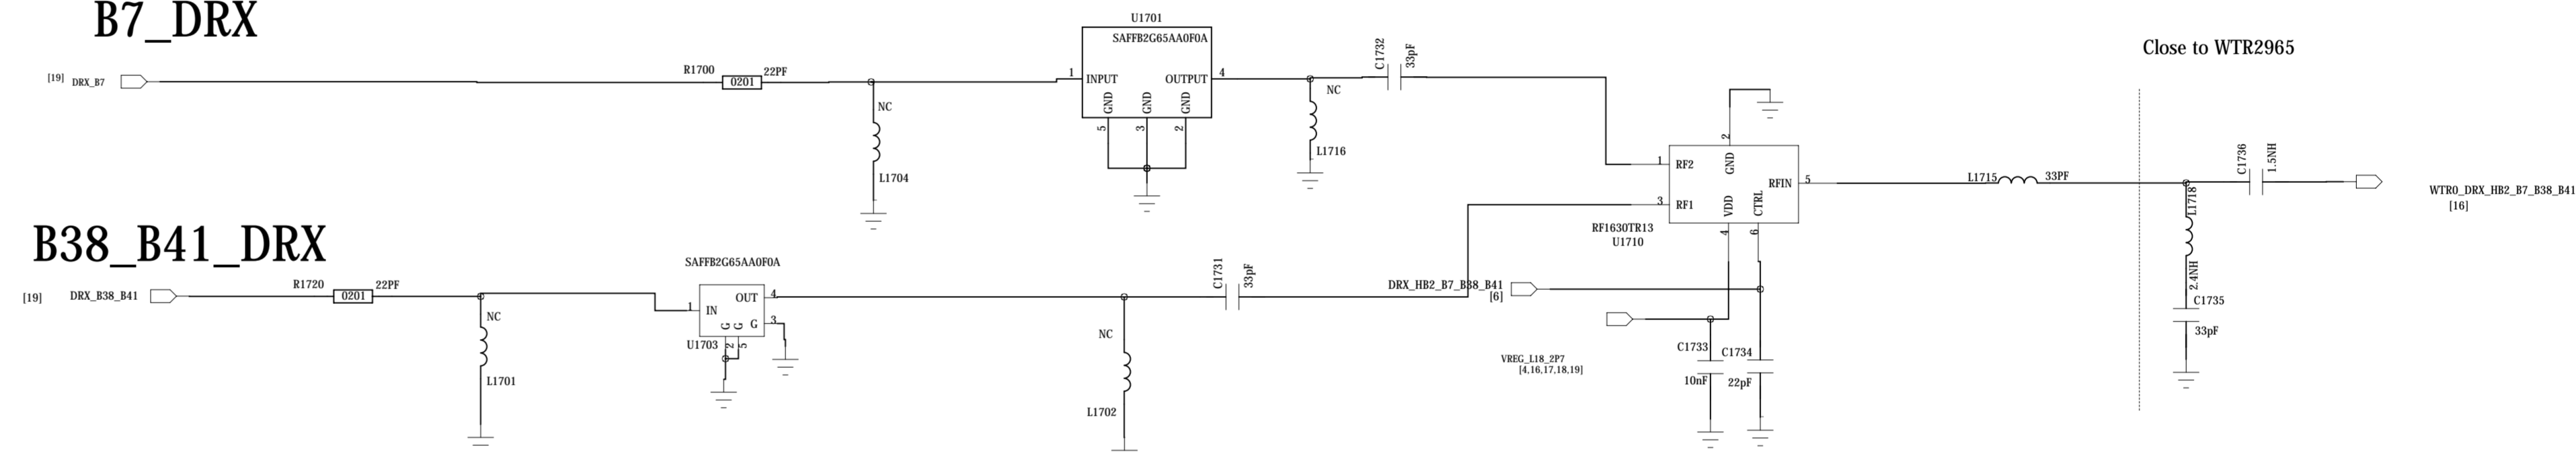 B7_DRX
[19] DRX_B7
R1700
0201
22PF
NC
L1704
U1701
SAFFB2G65AA0F0A
1
INPUT
OUTPUT
4
GND
GND
GND
5
3
2
C1732
33pF
NC
L1716
Close to WTR2965
2
1
RF2
GND
RFIN
5
3
RF1
VDD
CTRL
4
6
RF1630TR13
U1710
L1715
33PF
L1718
2.4NH
C1736
1.5NH
WTR0_DRX_HB2_B7_B38_B41
[16]
C1735
33pF
B38_B41_DRX
[19] DRX_B38_B41
R1720
0201
22PF
NC
L1701
SAFFB2G65AA0F0A
1
IN
OUT
4
G
G
G
3
2
5
U1703
NC
L1702
C1731
33pF
DRX_HB2_B7_B38_B41
[6]
VREG_L18_2P7
[4,16,17,18,19]
C1733
10nF
C1734
22pF